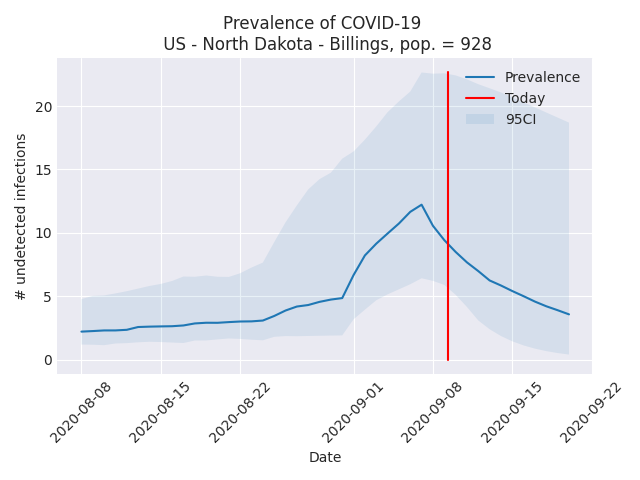 Prevalence of COVID-19
US - North Dakota - Billings, pop. = 928
Prevalence
Today
95CI
# undetected infections
20
15
10
5
0
2020-08-08
2020-08-15
2020-08-22
2020-09-01
2020-09-08
2020-09-15
2020-09-22
Date